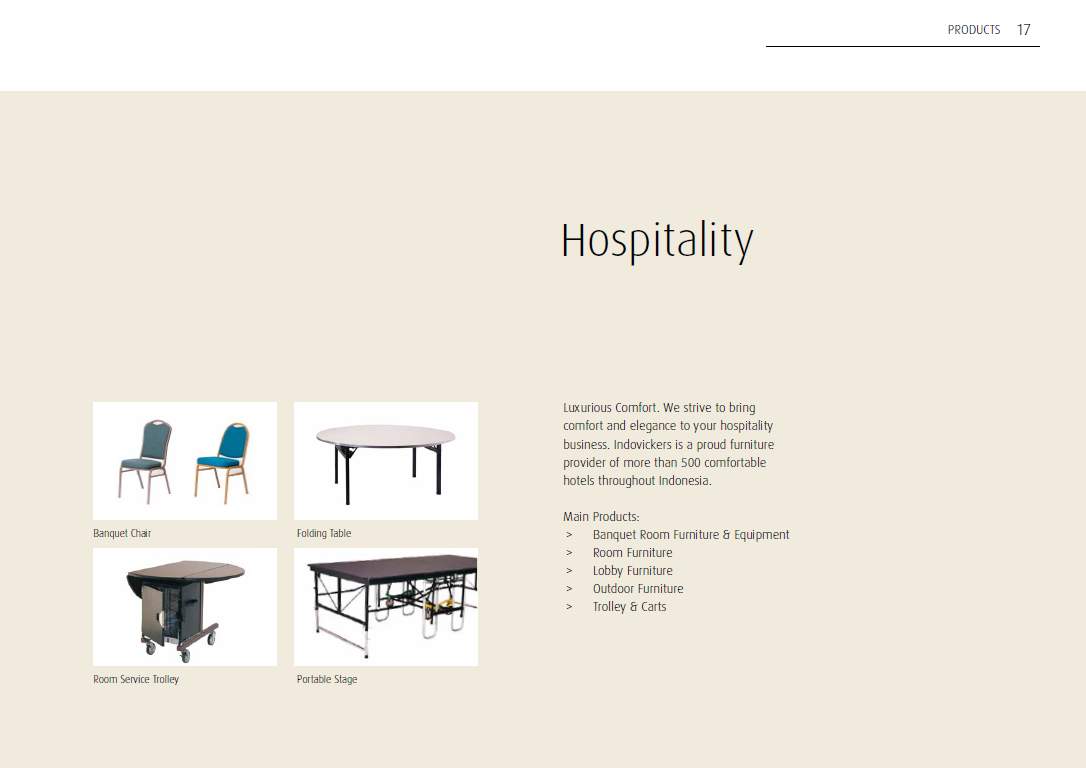 PRODUCTS 17
Hospitality
Luxurious Comfort. We strive to bring
comfort and elegance to your hospitality
business. Indovickers is a proud furniture
provider of more than 500 comfortable
hotels throughout Indonesia.
Main Products:
> Banquet Room Furniture & Equipment
> Room Furniture
> Lobby Furniture
> Outdoor Furniture
> Trolley & Carts
Banquet Chair
Folding Table
Room Service Trolley
Portable Stage